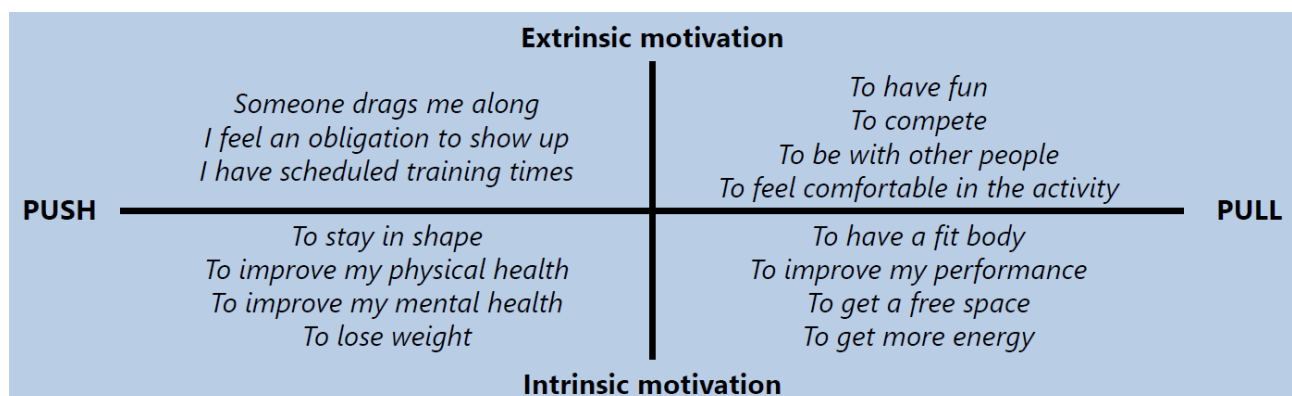 Extrinsic motivation
Someone drags me along
I feel an obligation to show up
I have scheduled training times
To have fun
To compete
To be with other people
To feel comfortable in the activity
PUSH
PULL
To stay in shape
To improve my physical health
To improve my mental health
To lose weight
To have a fit body
To improve my performance
To get a free space
To get more energy
Intrinsic motivation